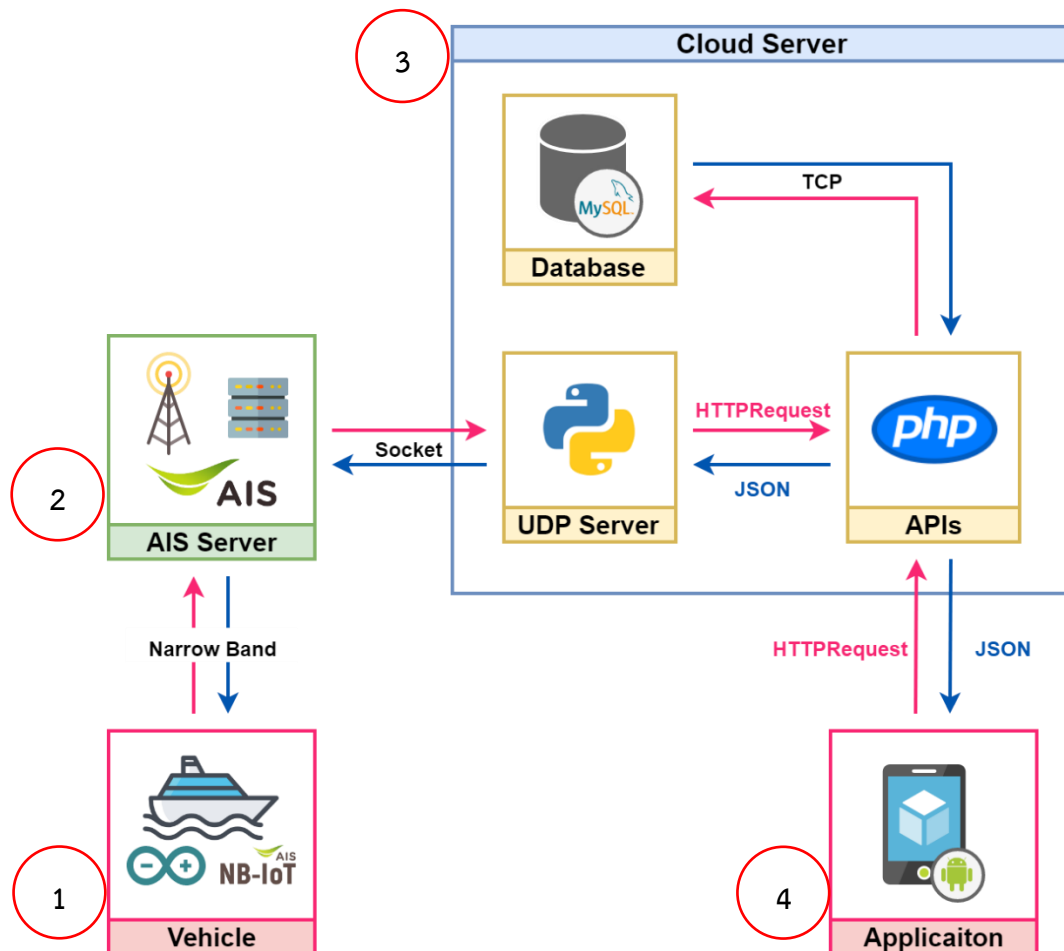 3
Cloud Server
MySQL
Database
TCP
HTTPRequest
JSON
php
APIs
UDP Server
Socket
2
AIS
AIS Server
Narrow Band
HTTPRequest
JSON
1
AIS
NB-IoT
Vehicle
4
Applicaiton